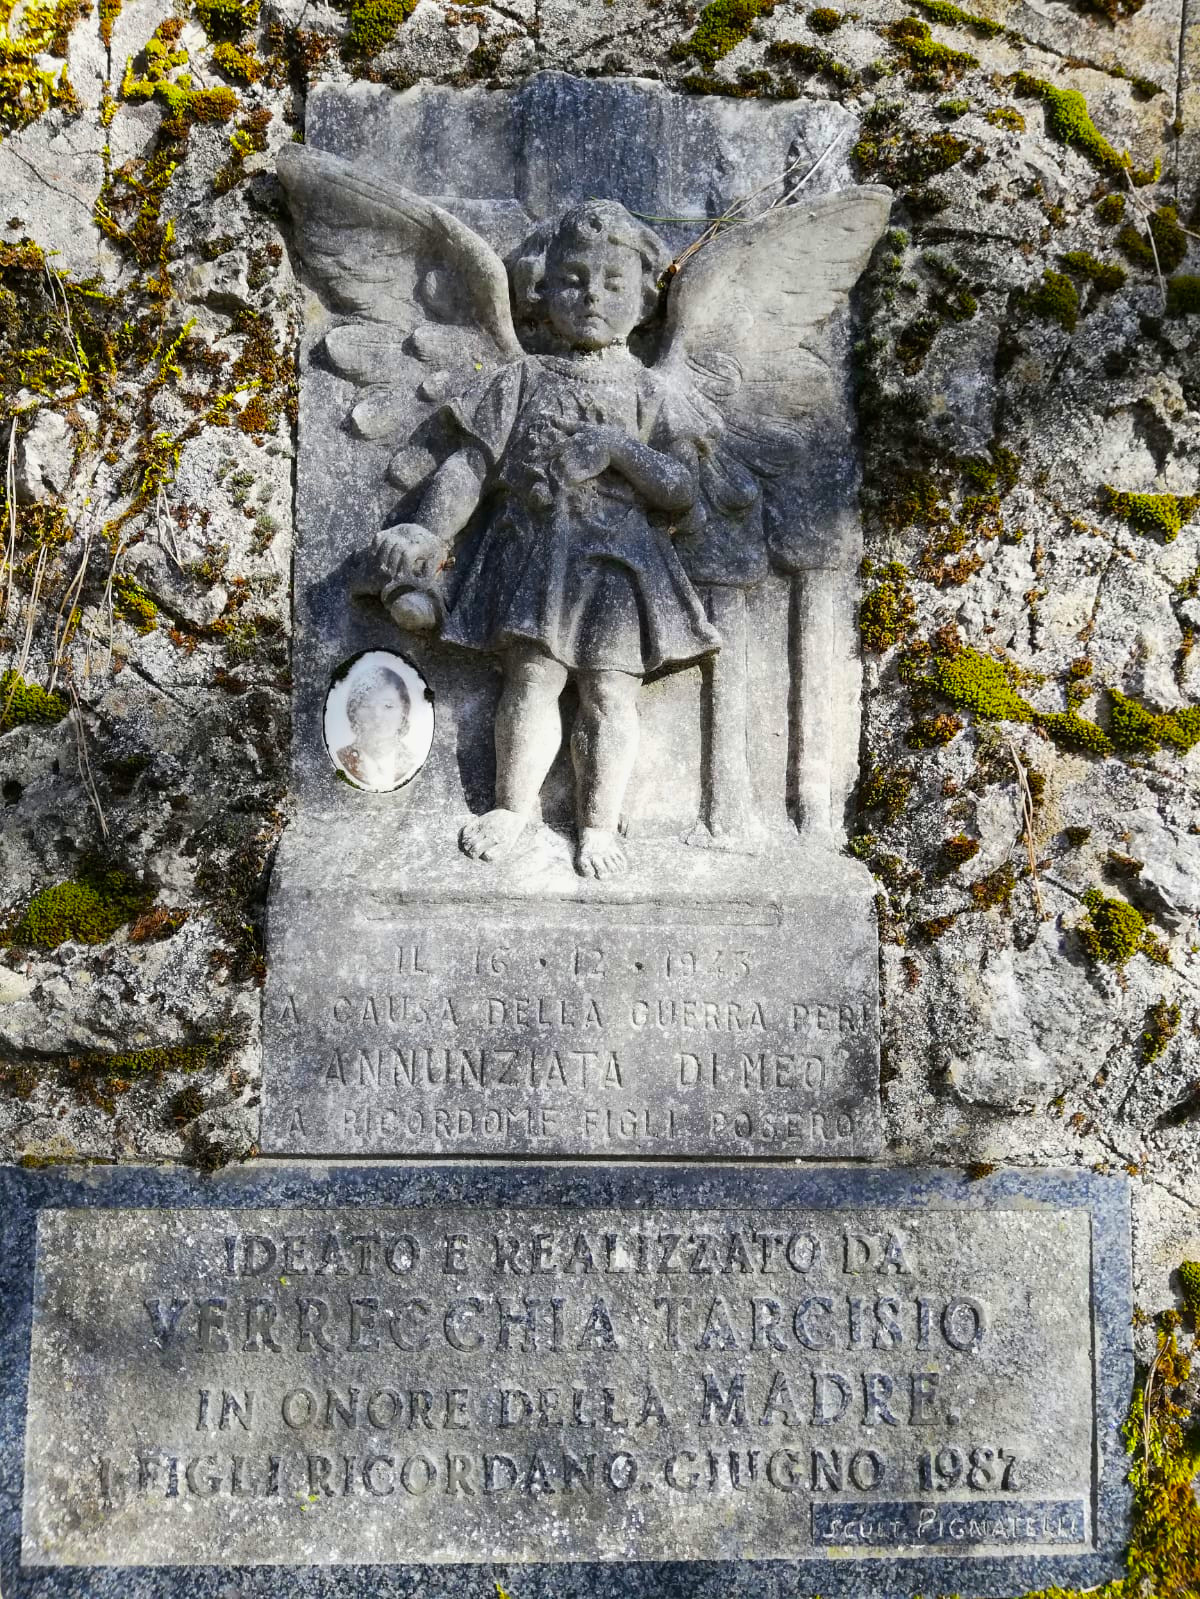 IL 16 · 12 · 1943
A CAUSA DELLA GUERRA PERÌ
ANNUNZIATA DI MEO
A RICORDO ME FIGLI POSERO
IDEATO E REALIZZATO DA
VERRECCHIA TARCISIO
IN ONORE DELLA MADRE.
I FIGLI RICORDANO. GIUGNO 1987
SCULT. PIGNATELLI